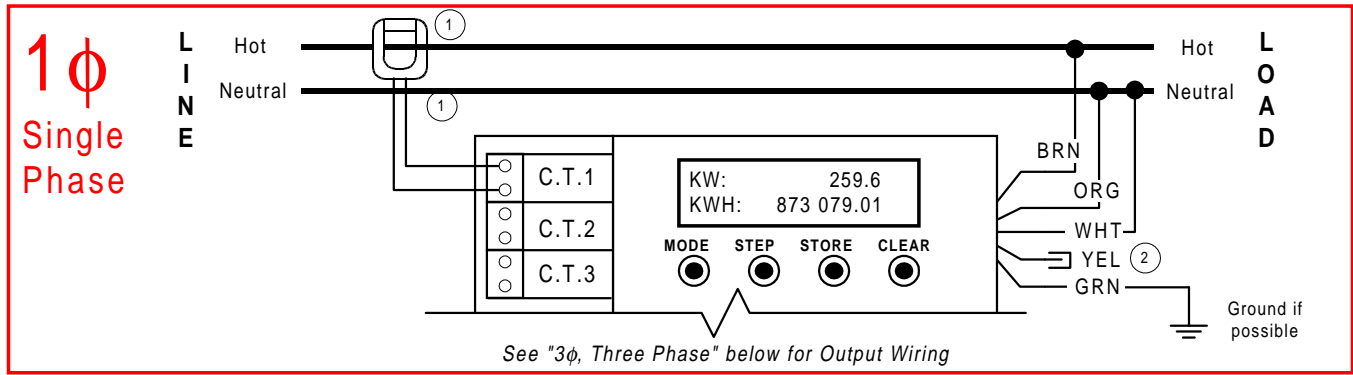 1ϕ
Single
Phase
LINE
Hot
Neutral
1
1
Hot
Neutral
LOAD
C.T.1
C.T.2
C.T.3
KW: 259.6
KWH: 873 079.01
MODE STEP STORE CLEAR
BRN
ORG
WHT
YEL 2
GRN
Ground if
possible
See "3ϕ, Three Phase" below for Output Wiring